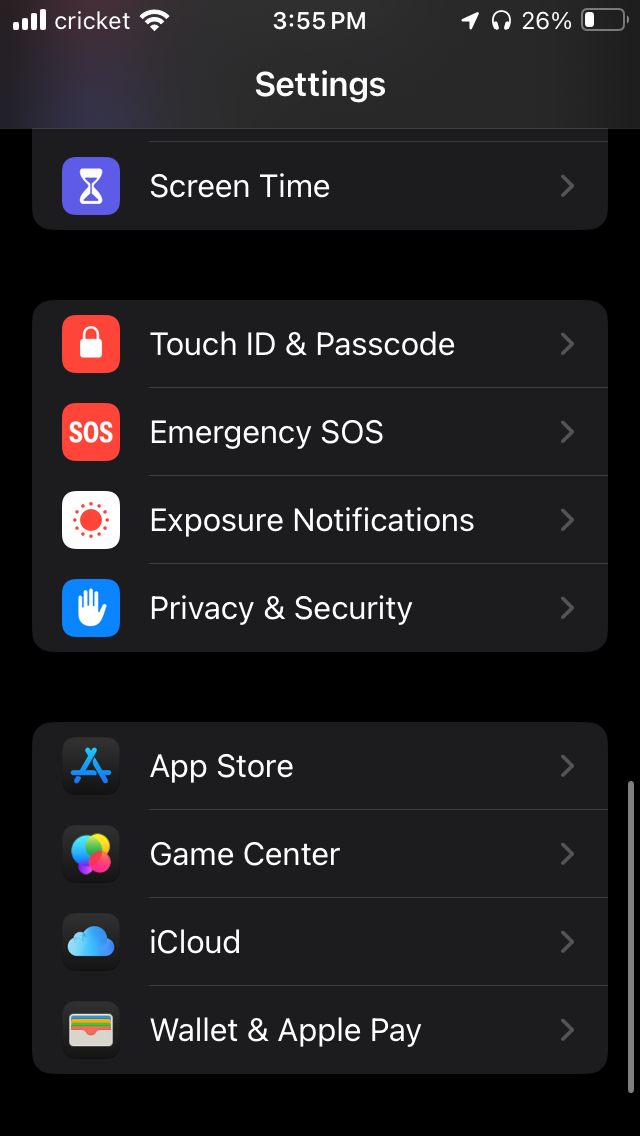 cricket 3:55 PM 26%
Settings
Screen Time
Touch ID & Passcode
SOS Emergency SOS
Exposure Notifications
Privacy & Security
App Store
Game Center
iCloud
Wallet & Apple Pay